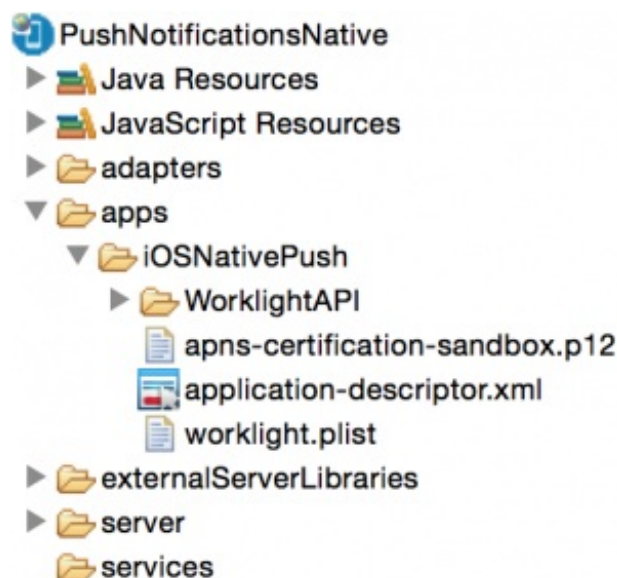 PushNotificationsNative
Java Resources
JavaScript Resources
adapters
apps
iOSNativePush
WorklightAPI
apns-certification-sandbox.p12
application-descriptor.xml
worklight.plist
externalServerLibraries
server
services